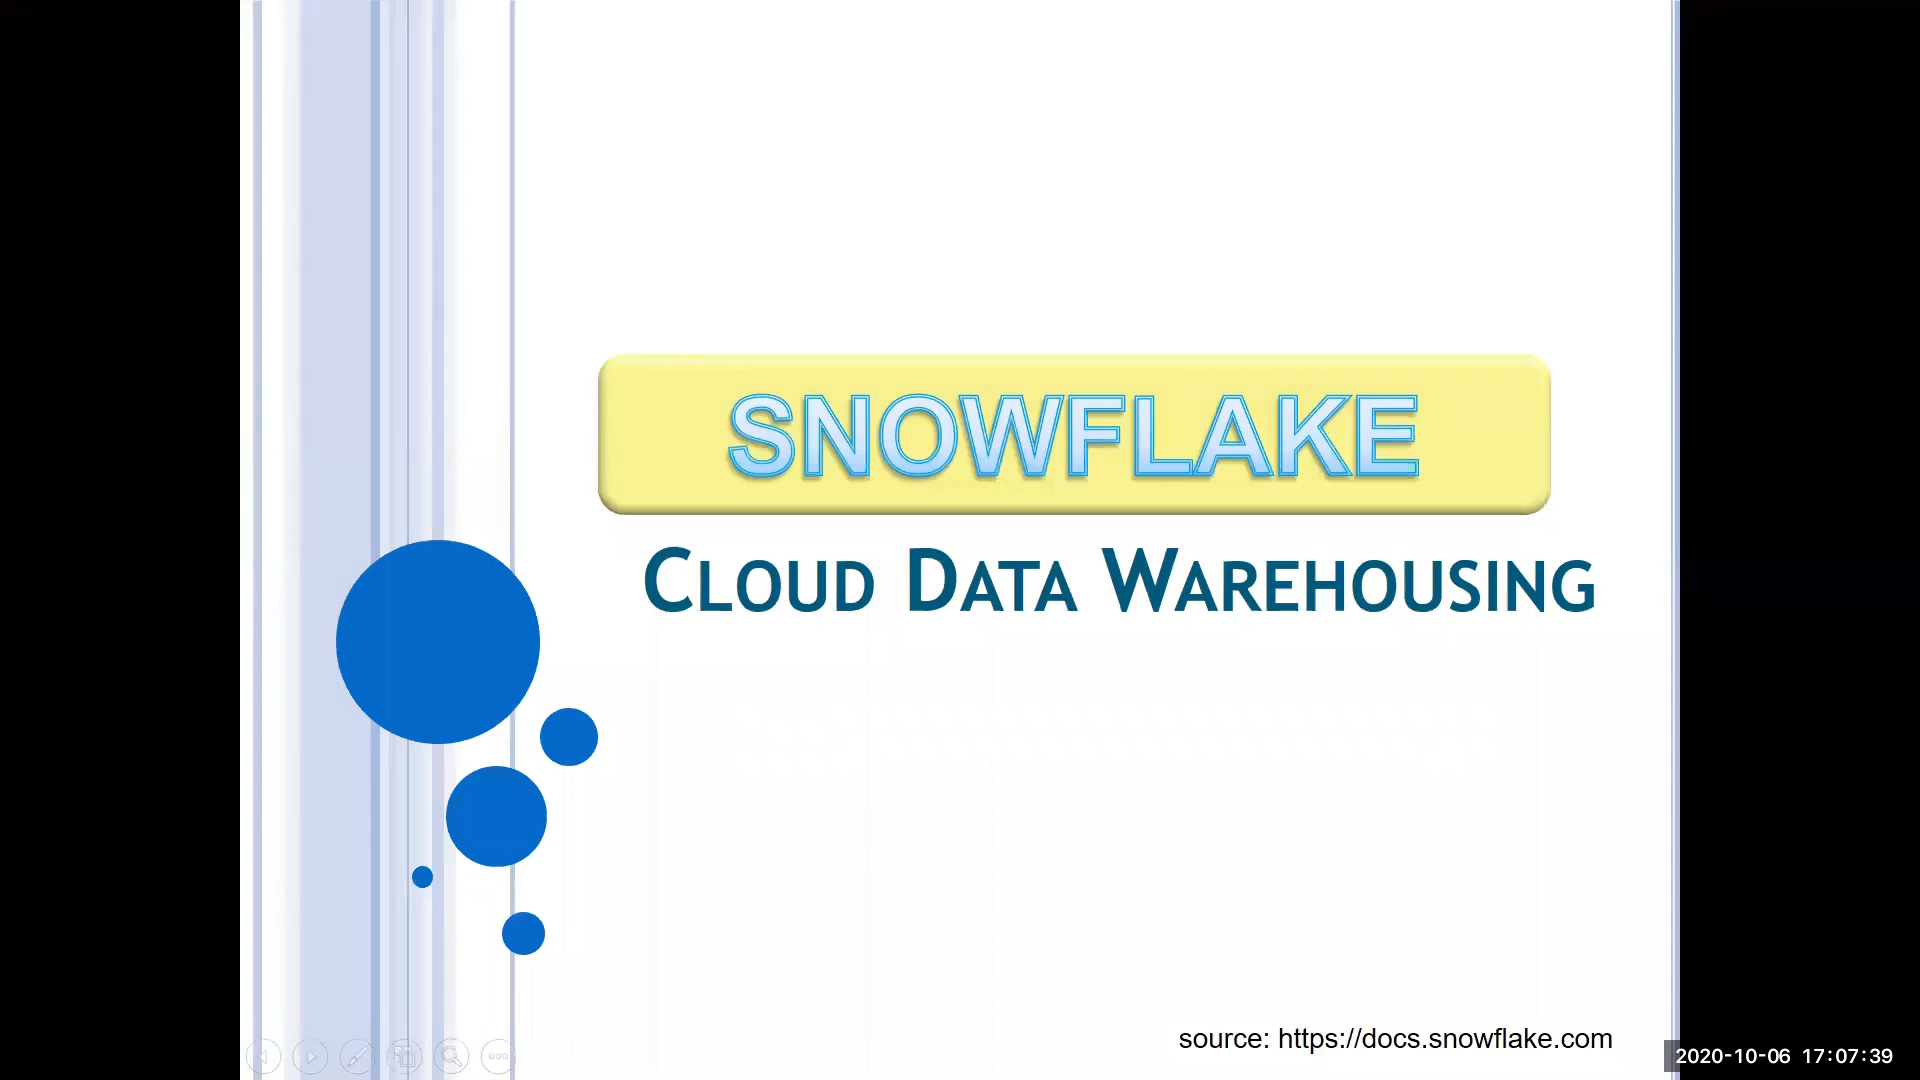 SNOWFLAKE
CLOUD DATA WAREHOUSING
source: https://docs.snowflake.com
2020-10-06 17:07:39